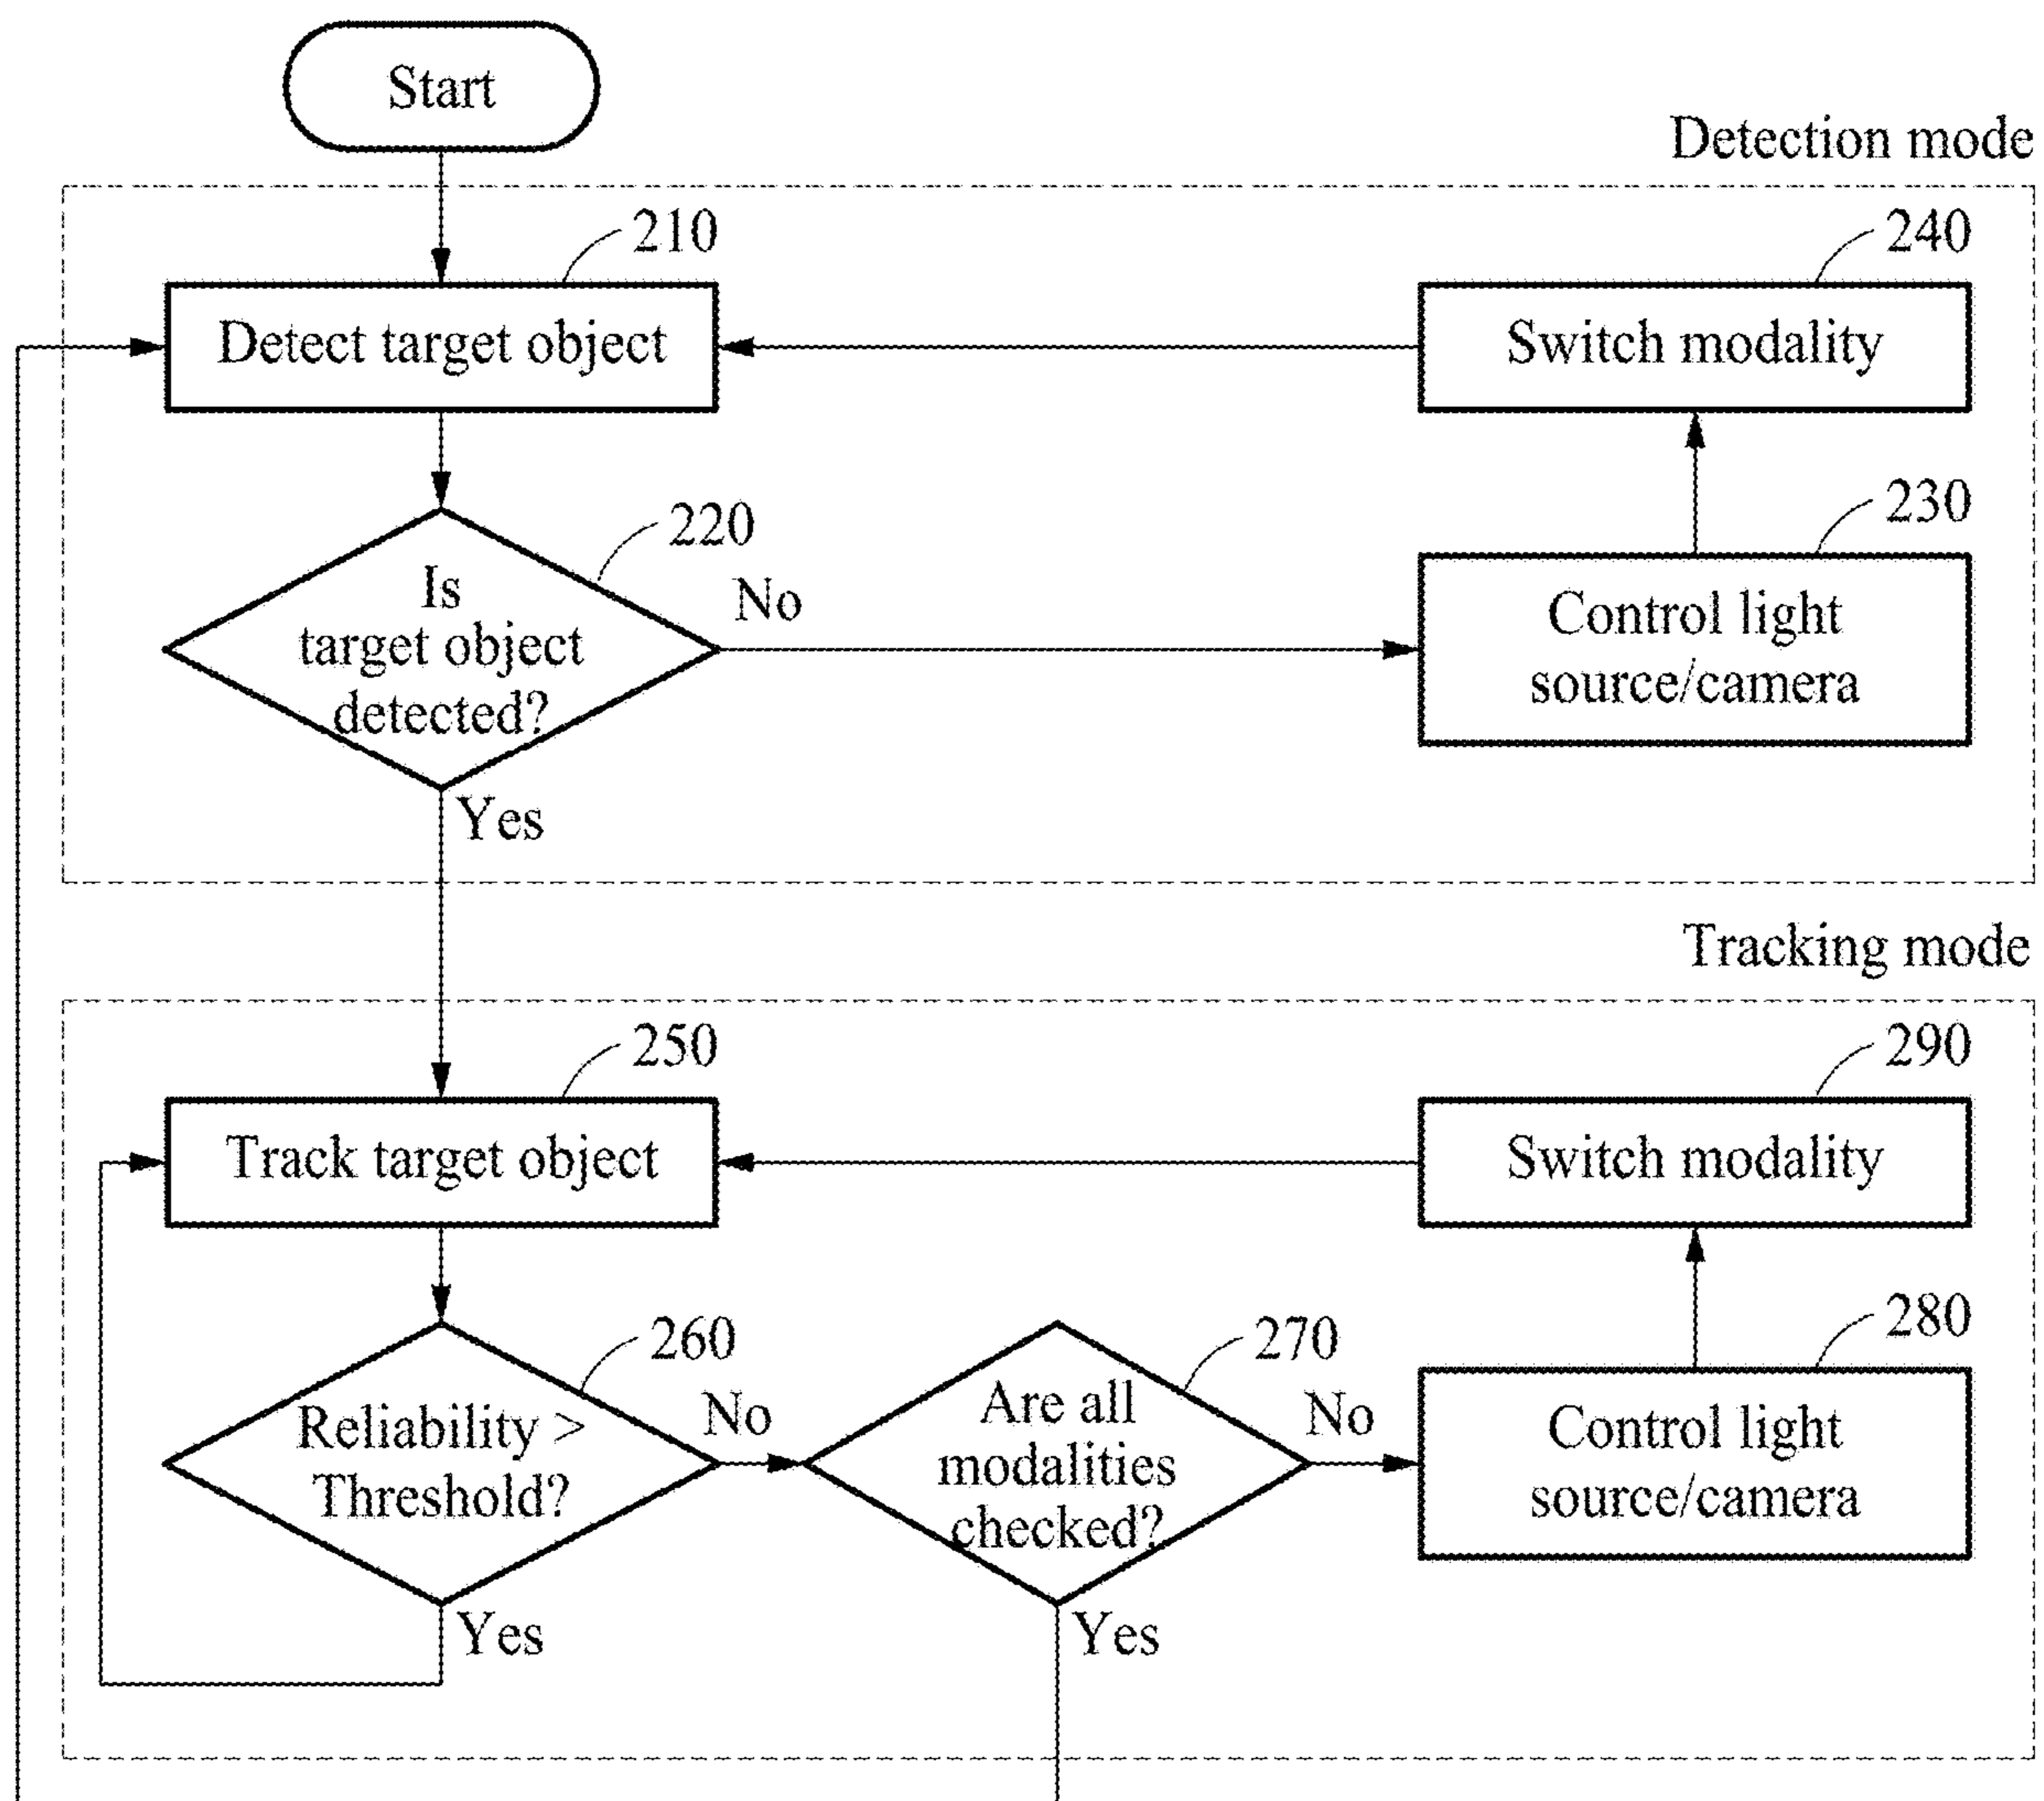 Start
Detection mode
210
240
Detect target object
Switch modality
220
230
Is
target object
detected?
No
Control light
source/camera
Yes
Tracking mode
250
290
Track target object
Switch modality
260
270
280
Reliability >
Threshold?
No
Are all
modalities
checked?
No
Control light
source/camera
Yes
Yes